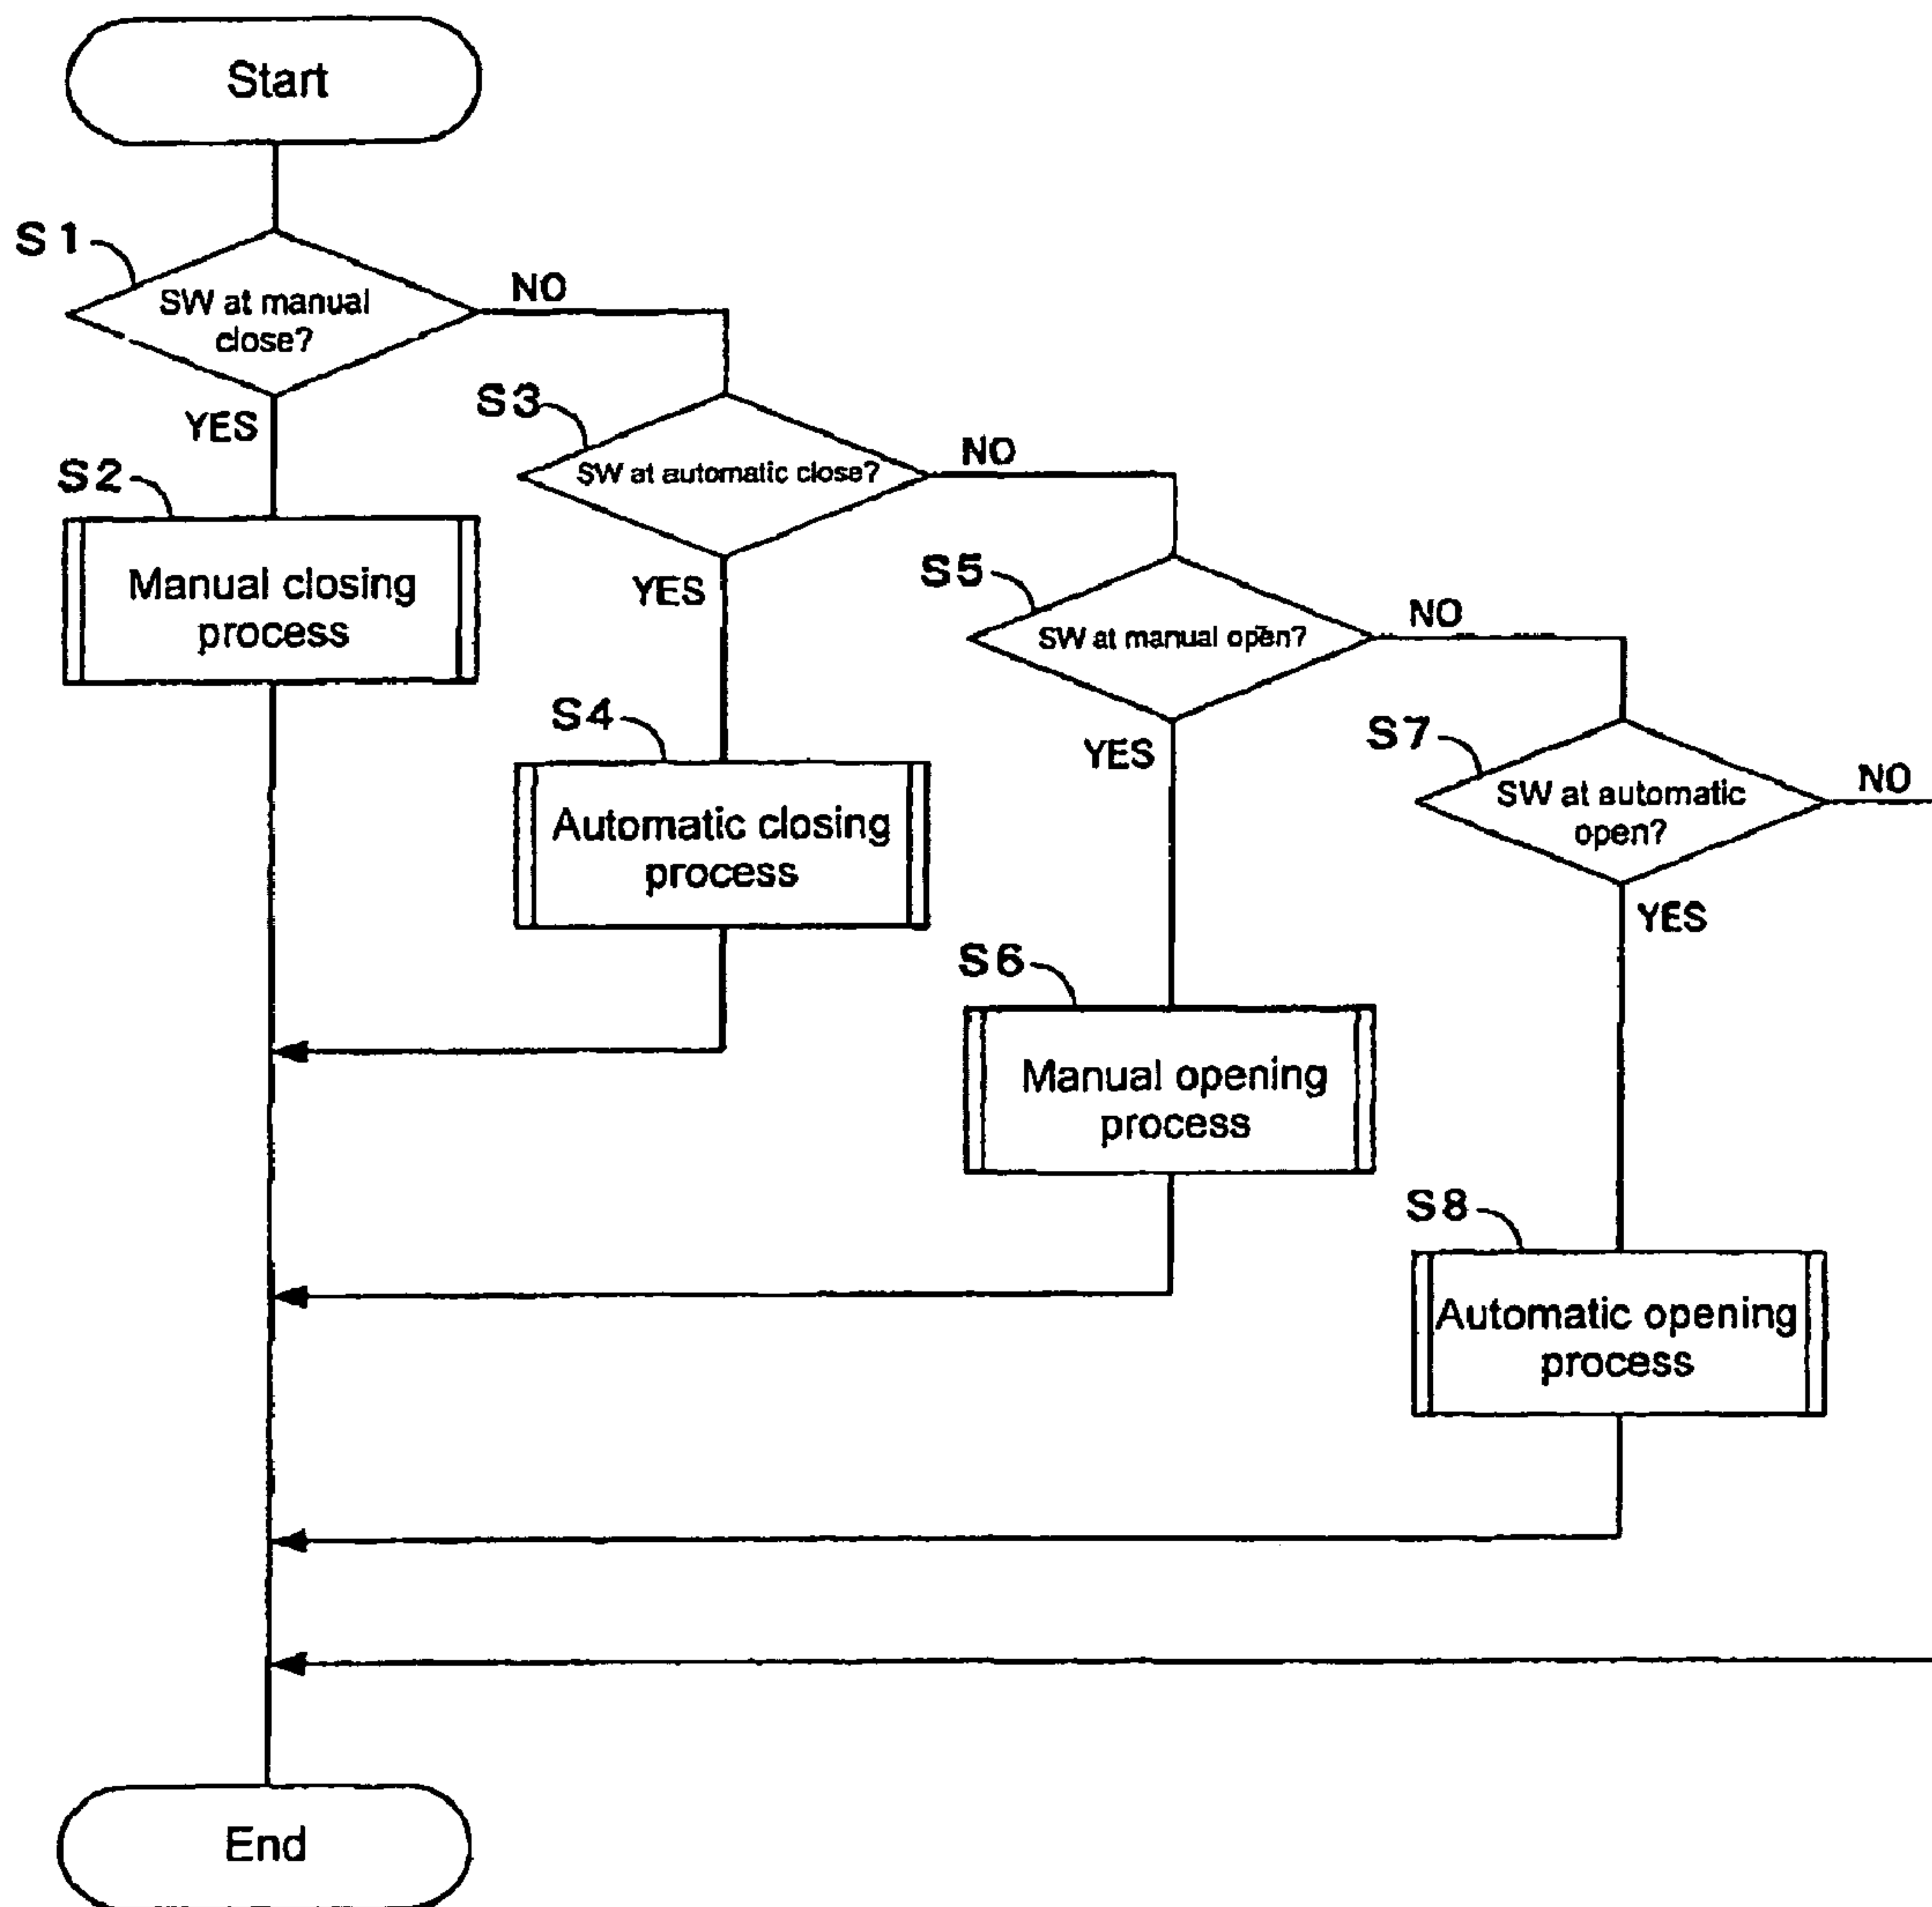 Start
S1
SW at manual
close?
NO
YES
S2
Manual closing
process
S3
SW at automatic close?
NO
YES
S4
Automatic closing
process
S5
SW at manual open?
NO
YES
S6
Manual opening
process
S7
SW at automatic
open?
NO
YES
S8
Automatic opening
process
End